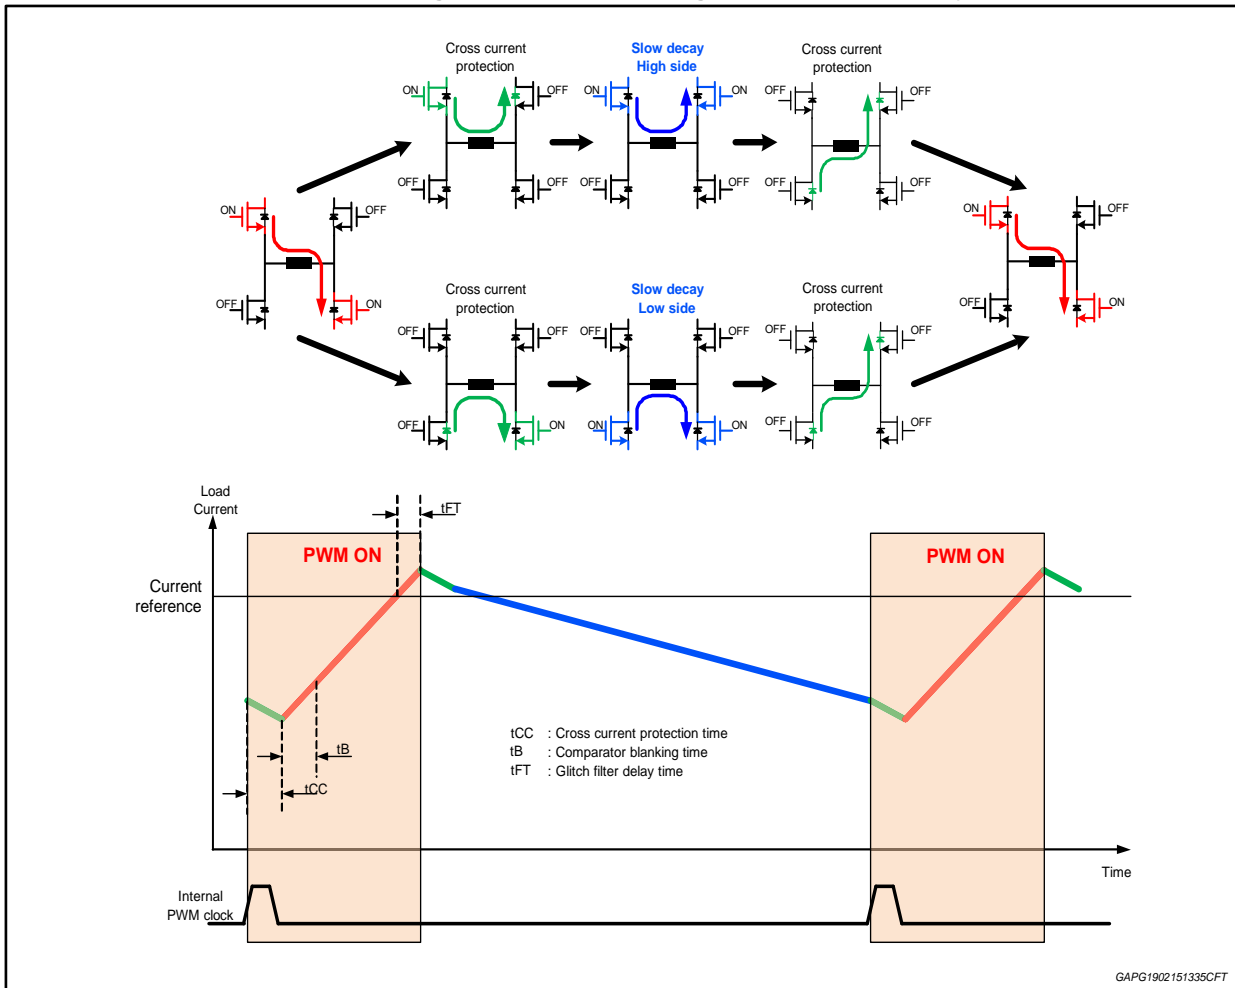 Cross current
protection
Slow decay
High side
Cross current
protection
ON
OFF
ON
ON
OFF
OFF
OFF
OFF
OFF
OFF
OFF
ON
OFF
OFF
ON
ON
OFF
OFF
ON
Cross current
protection
Slow decay
Low side
Cross current
protection
OFF
OFF
OFF
OFF
OFF
OFF
OFF
ON
ON
ON
OFF
OFF
Load
Current
tFT
PWM ON
PWM ON
Current
reference
tCC : Cross current protection time
tB : Comparator blanking time
tFT : Glitch filter delay time
tB
tCC
Time
Internal
PWM clock
GAPG1902151335CFT